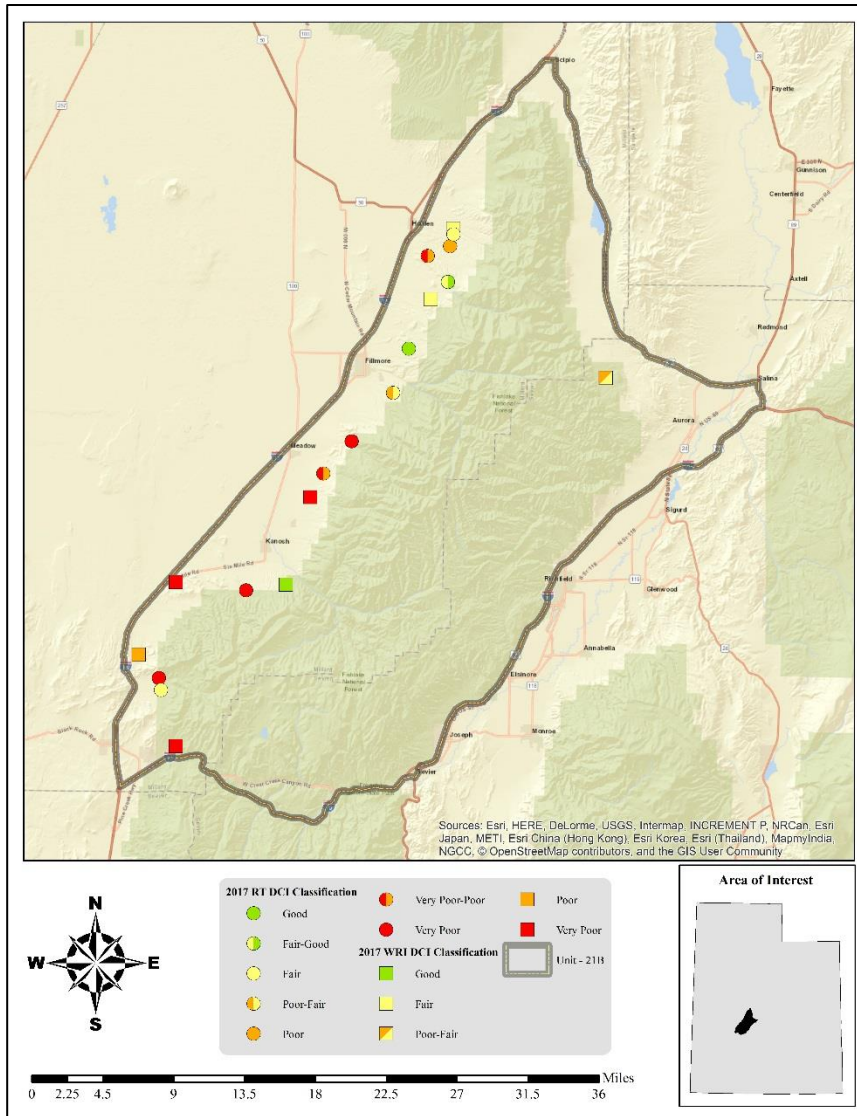 Scipio
Fayette
Gunnison
Centerfield
Axtell
Redmond
Fillmore
Salina
Aurora
Meadow
Sigurd
Kanosh
Richfield
Glenwood
Annabella
Elsinore
Monroe
Joseph
Sevier
Sources: Esri, HERE, DeLorme, USGS, Intermap, INCREMENT P, NRCan, Esri
Japan, METI, Esri China (Hong Kong), Esri Korea, Esri (Thailand), MapmyIndia,
NGCC, © OpenStreetMap contributors, and the GIS User Community
N
W E
S
2017 RT DCI Classification
Good
Fair-Good
Fair
Poor-Fair
Poor
Very Poor-Poor
Very Poor
2017 WRI DCI Classification
Good
Fair
Poor-Fair
Poor
Very Poor
Unit - 21B
Area of Interest
Miles
0 2.25 4.5 9 13.5 18 22.5 27 31.5 36